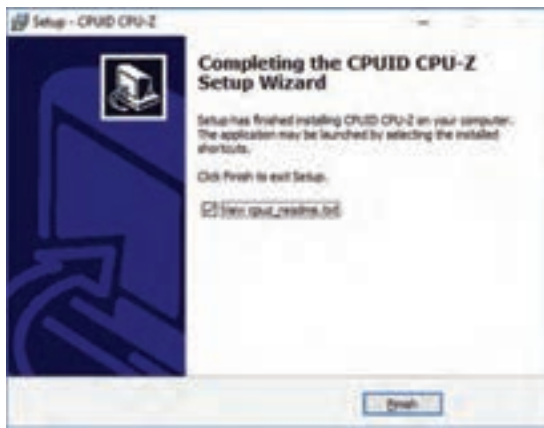 Setup - CPUID CPU-Z
Completing the CPUID CPU-Z
Setup Wizard
Setup has finished installing CPUID CPU-Z on your computer.
The application may be launched by selecting the installed
shortcuts.
Click Finish to exit Setup.
View cpuz_readme.txt
Finish